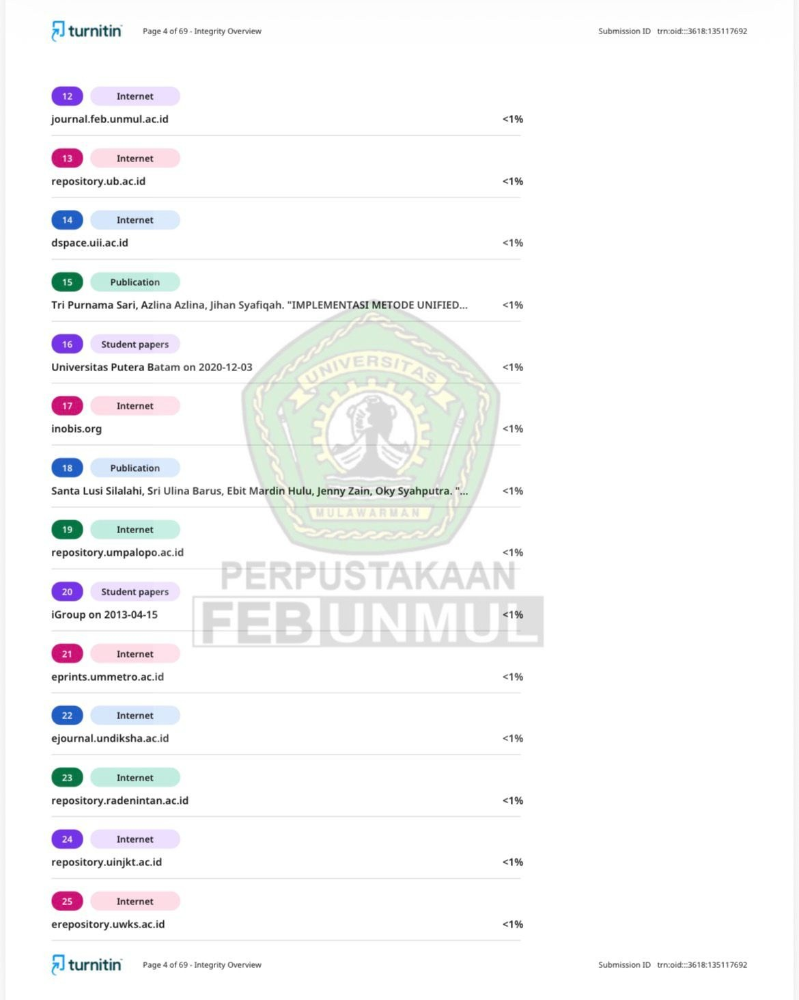 turnitin Page 4 of 69 - Integrity Overview Submission ID trn:oid:::3618:135117692
12 Internet
journal.feb.unmul.ac.id <1%
13 Internet
repository.ub.ac.id <1%
14 Internet
dspace.uii.ac.id <1%
15 Publication
Tri Purnama Sari, Azlina Azlina, Jihan Syafiqah. "IMPLEMENTASI METODE UNIFIED... <1%
16 Student papers
Universitas Putera Batam on 2020-12-03 <1%
17 Internet
inobis.org <1%
18 Publication
Santa Lusi Silalahi, Sri Ulina Barus, Ebit Mardin Hulu, Jenny Zain, Oky Syahputra. "... <1%
19 Internet
repository.umpalopo.ac.id <1%
20 Student papers
iGroup on 2013-04-15 <1%
21 Internet
eprints.ummetro.ac.id <1%
22 Internet
ejournal.undiksha.ac.id <1%
23 Internet
repository.radenintan.ac.id <1%
24 Internet
repository.uinjkt.ac.id <1%
25 Internet
erepository.uwks.ac.id <1%
UNIVERSITAS
MULAWARMAN
PERPUSTAKAAN
FEB UNMUL
turnitin Page 4 of 69 - Integrity Overview Submission ID trn:oid:::3618:135117692